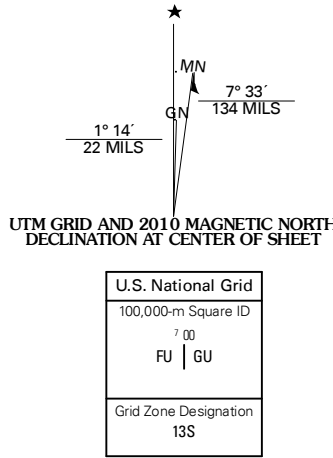 ★
MN
7° 33´
134 MILS
GN
1° 14´
22 MILS
UTM GRID AND 2010 MAGNETIC NORTH
DECLINATION AT CENTER OF SHEET
U.S. National Grid
100,000-m Square ID
7 00
FU | GU
Grid Zone Designation
13S